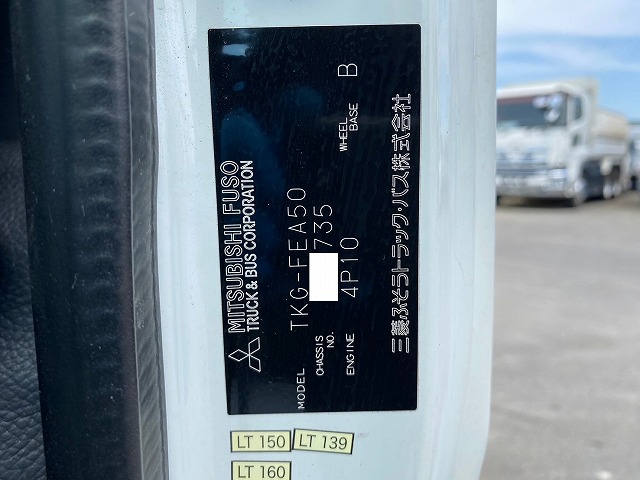 MITSUBISHI FUSO
TRUCK & BUS CORPORATION
MODEL TKG-FEA50
CHASSIS NO. 735
ENGINE 4P10 WHEEL BASE B
三菱ふそうトラック・バス株式会社
LT 150
LT 139
LT 160